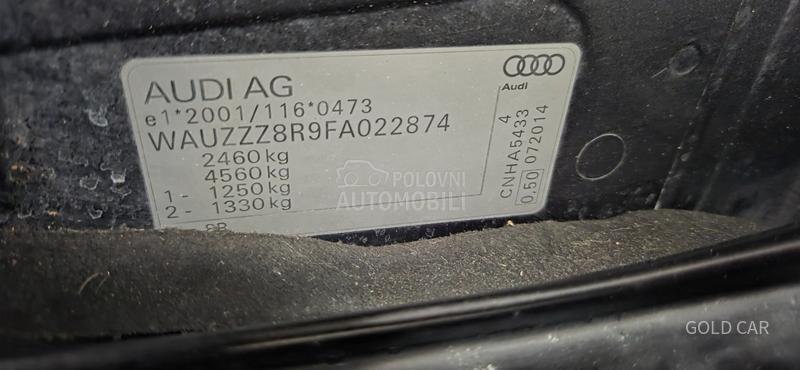 AUDI AG
e1*2001/116*0473
WAUZZZ8R9FA022874
2460 kg
4560 kg
1 - 1250 kg
2 - 1330 kg
8R
Audi
4
CNHA5433
0,50 072014
POLOVNI
AUTOMOBILI
GOLD CAR